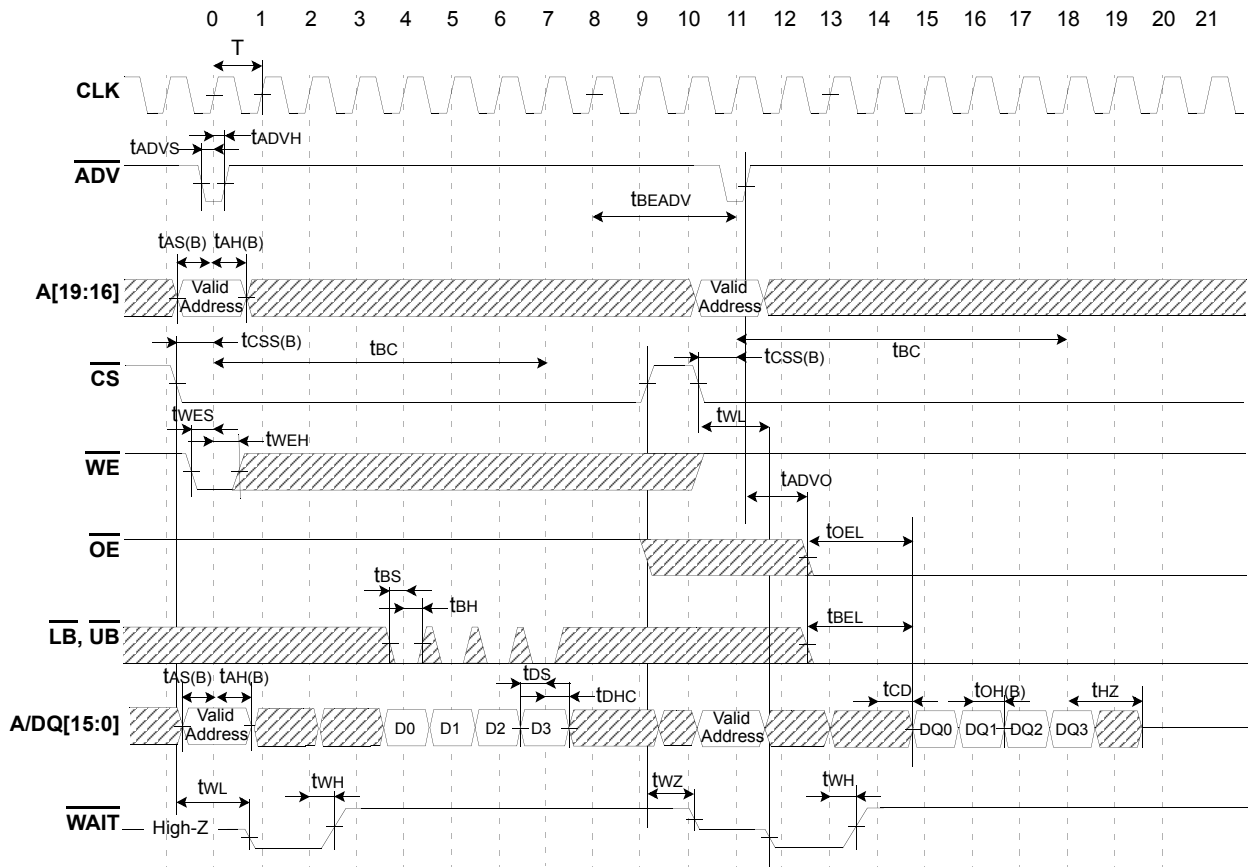 0 1 2 3 4 5 6 7 8 9 10 11 12 13 14 15 16 17 18 19 20 21
T
CLK
tADVS tADVH
ADV
tBEADV
tAS(B) tAH(B)
A[19:16] Valid Address Valid Address
tCSS(B) tBC tCSS(B) tBC
CS
tWES tWEH tWL
WE
tADVO
tOEL
OE
tBS tBH
tBEL
LB, UB
tAS(B) tAH(B) tDS tDHC tCD tOH(B) tHZ
A/DQ[15:0] Valid Address D0 D1 D2 D3 Valid Address DQ0 DQ1 DQ2 DQ3
tWL tWH tWZ tWH
WAIT High-Z